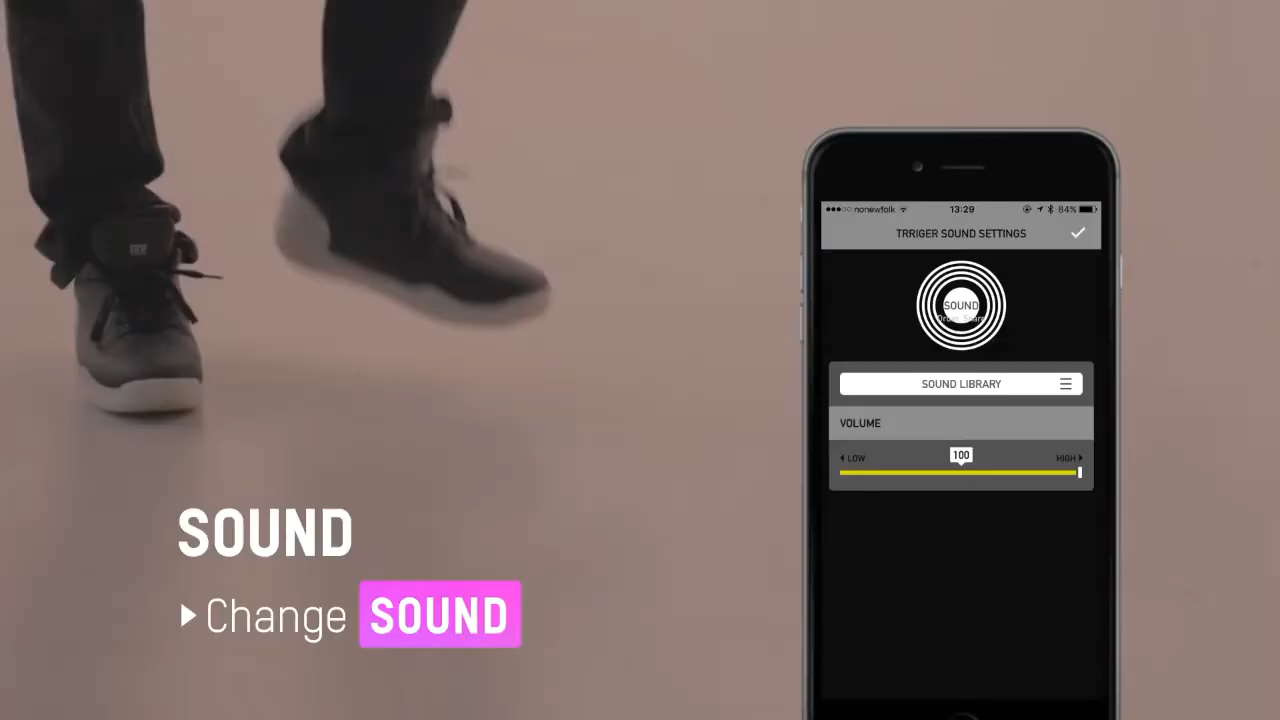 nonewfolk 13:29 84%
TRRIGER SOUND SETTINGS
SOUND
SOUND LIBRARY
VOLUME
LOW 100 HIGH
SOUND
Change SOUND